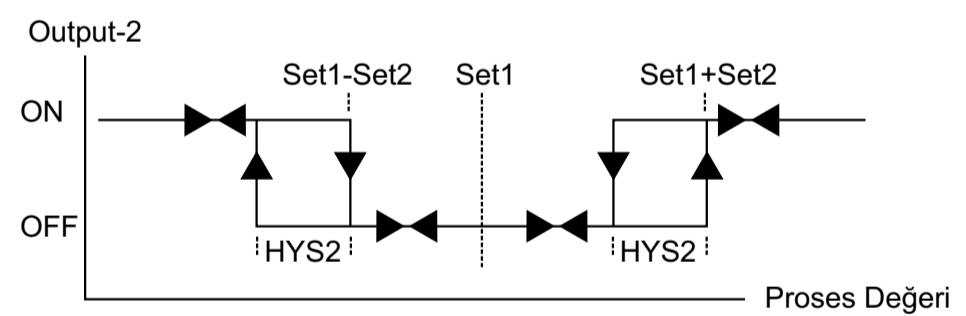 Output-2
Set1-Set2
Set1
Set1+Set2
ON
OFF
HYS2
HYS2
Proses Değeri